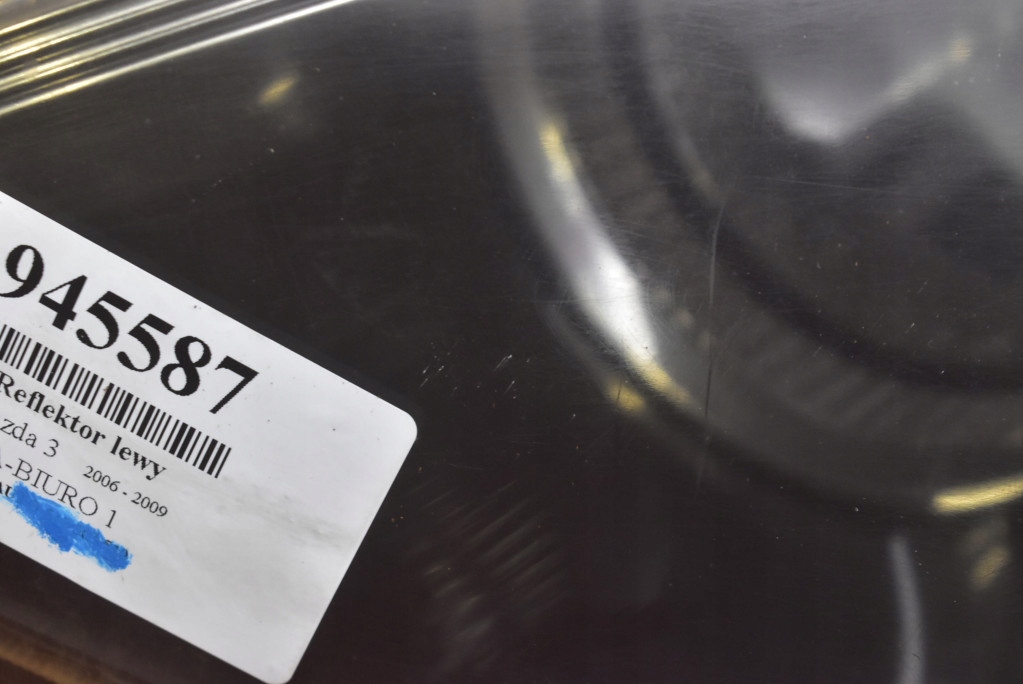 945587
Reflektor lewy
zda 3 2006 - 2009
A-BIURO 1